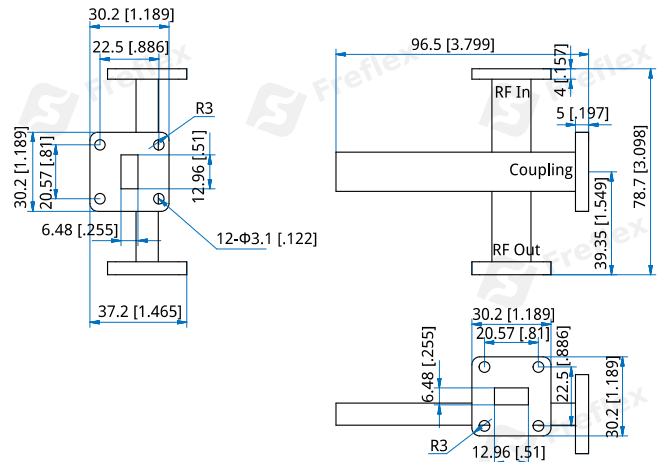 30.2 [1.189]
22.5 [.886]
R3
30.2 [1.189]
20.57 [.81]
12.96 [.51]
6.48 [.255]
12-Φ3.1 [.122]
37.2 [1.465]
Freflex
96.5 [3.799]
4 [.157]
RF In
5 [.197]
Coupling
78.7 [3.098]
39.35 [1.549]
RF Out
Freflex
Freflex
30.2 [1.189]
20.57 [.81]
6.48 [.255]
22.5 [.886]
30.2 [1.189]
R3
12.96 [.51]